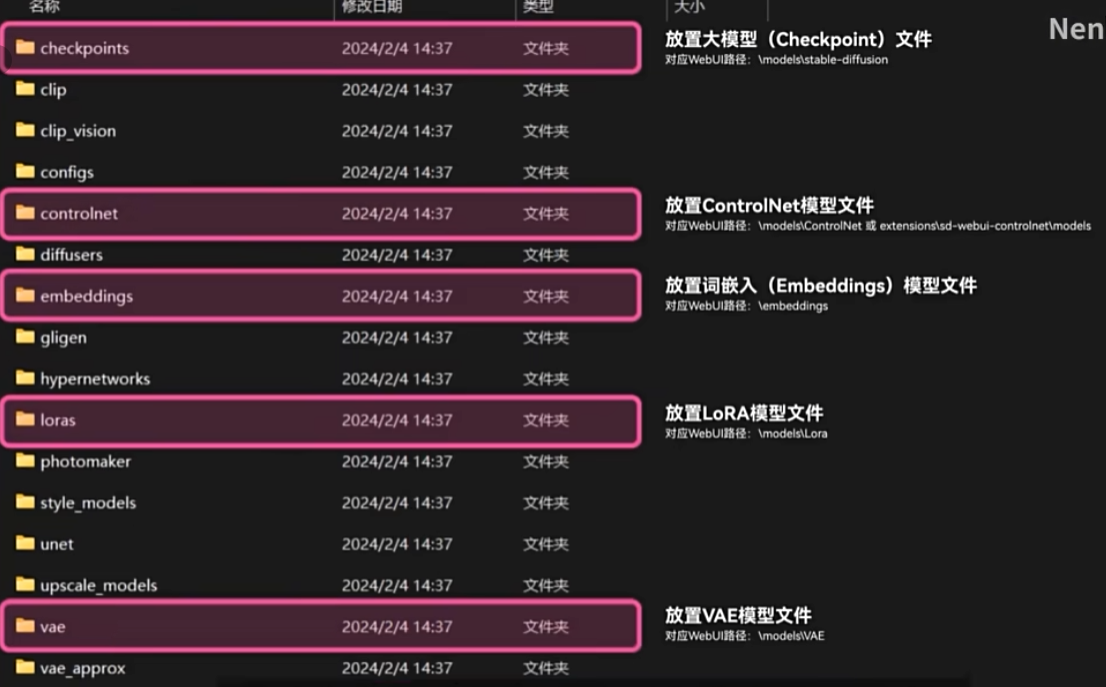 名称 修改日期 类型 大小
Nen
checkpoints 2024/2/4 14:37 文件夹
放置大模型（Checkpoint）文件
对应WebUI路径：\models\stable-diffusion
clip 2024/2/4 14:37 文件夹
clip_vision 2024/2/4 14:37 文件夹
configs 2024/2/4 14:37 文件夹
controlnet 2024/2/4 14:37 文件夹
放置ControlNet模型文件
对应WebUI路径：\models\ControlNet 或 extensions\sd-webui-controlnet\models
diffusers 2024/2/4 14:37 文件夹
embeddings 2024/2/4 14:37 文件夹
放置词嵌入（Embeddings）模型文件
对应WebUI路径：\embeddings
gligen 2024/2/4 14:37 文件夹
hypernetworks 2024/2/4 14:37 文件夹
loras 2024/2/4 14:37 文件夹
放置LoRA模型文件
对应WebUI路径：\models\Lora
photomaker 2024/2/4 14:37 文件夹
style_models 2024/2/4 14:37 文件夹
unet 2024/2/4 14:37 文件夹
upscale_models 2024/2/4 14:37 文件夹
vae 2024/2/4 14:37 文件夹
放置VAE模型文件
对应WebUI路径：\models\VAE
vae_approx 2024/2/4 14:37 文件夹